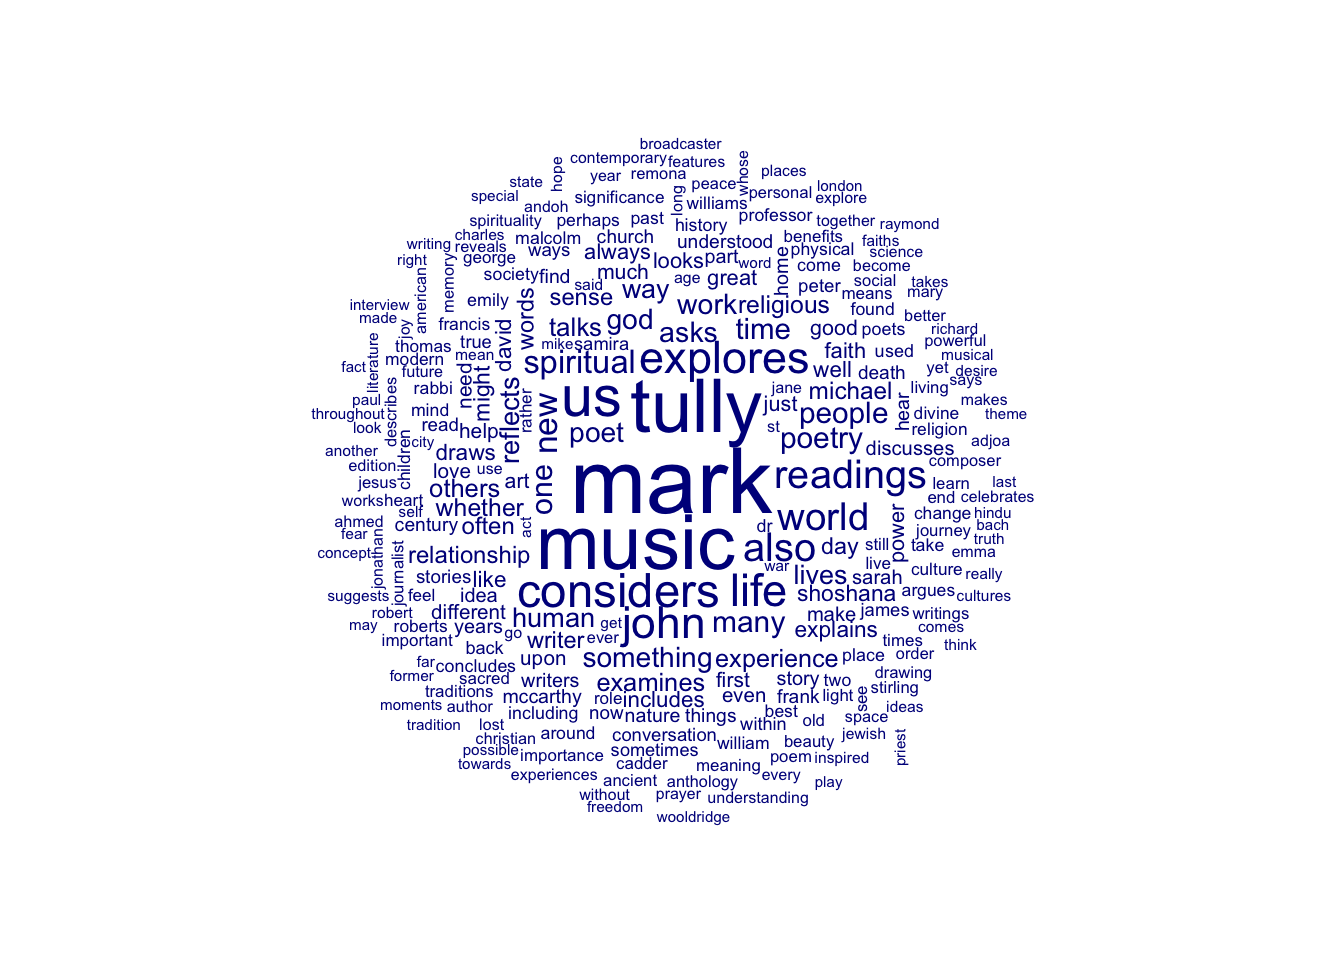 broadcaster
contemporary
features
hope
whose
places
year
remona
state
peace
london
special
long
personal
explore
significance
williams
andoh
spirituality
perhaps
past
history
professor
together
raymond
charles
malcolm
church
understood
benefits
faiths
writing
reveals
ways
always
looks
part
physical
science
right
george
word
home
come
become
society
find
much
age
great
social
takes
american
memory
said
way
peter
means
mary
emily
sense
work
religious
interview
words
found
better
made
joy
francis
talks
god
asks
time
good
poets
richard
thomas
true
david
mike
samira
powerful
musical
literature
modern
mean
spiritual
explores
faith
used
fact
future
well
death
yet
desire
rabbi
need
might
reflects
rather
us
tully
jane
michael
living
says
paul
describes
mind
new
just
people
hear
divine
makes
throughout
read
help
poet
st
theme
look
city
poetry
religion
adjoa
another
children
draws
discusses
edition
love
use
mark
readings
composer
jesus
others
art
one
learn
last
works
heart
whether
end
celebrates
self
act
world
power
change
hindu
ahmed
century
often
music
dr
journey
bach
fear
also
day
still
take
truth
concept
jonathan
journalist
relationship
war
live
emma
stories
like
considers
life
lives
sarah
culture
really
suggests
feel
idea
shoshana
argues
cultures
robert
different
human
john
many
make
james
writings
may
roberts
years
go
get
explains
comes
important
writer
ever
times
think
back
something
experience
place
order
far
concludes
upon
former
sacred
writers
examines
first
story
two
drawing
traditions
mccarthy
role
includes
even
frank
light
see
stirling
moments
author
including
now
nature
things
best
space
ideas
tradition
lost
within
old
christian
around
conversation
william
beauty
jewish
priest
possible
importance
sometimes
poem
inspired
towards
cadder
meaning
experiences
ancient
anthology
every
play
without
prayer
understanding
freedom
wooldridge